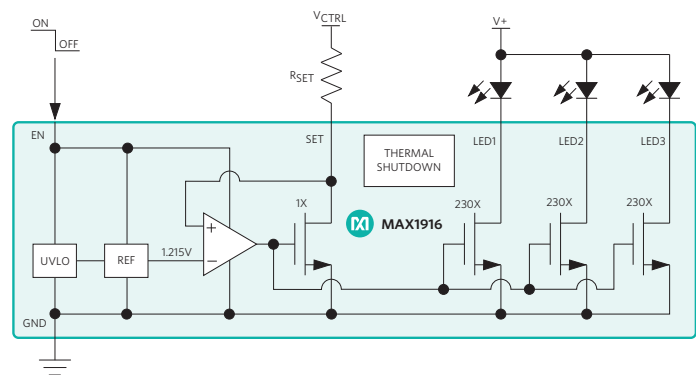 ON
OFF
VCTRL
RSET
V+
EN
SET
THERMAL
SHUTDOWN
LED1
LED2
LED3
1X
MAX1916
230X
230X
230X
+
−
UVLO
REF
1.215V
GND